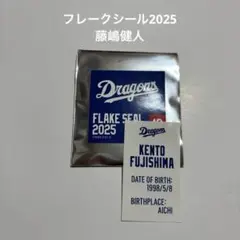 フレークシール2025
藤嶋健人
Dragons
FLAKE SEAL
2025
Dragons
KENTO
FUJISHIMA
DATE OF BIRTH:
1998/5/8
BIRTHPLACE:
AICHI